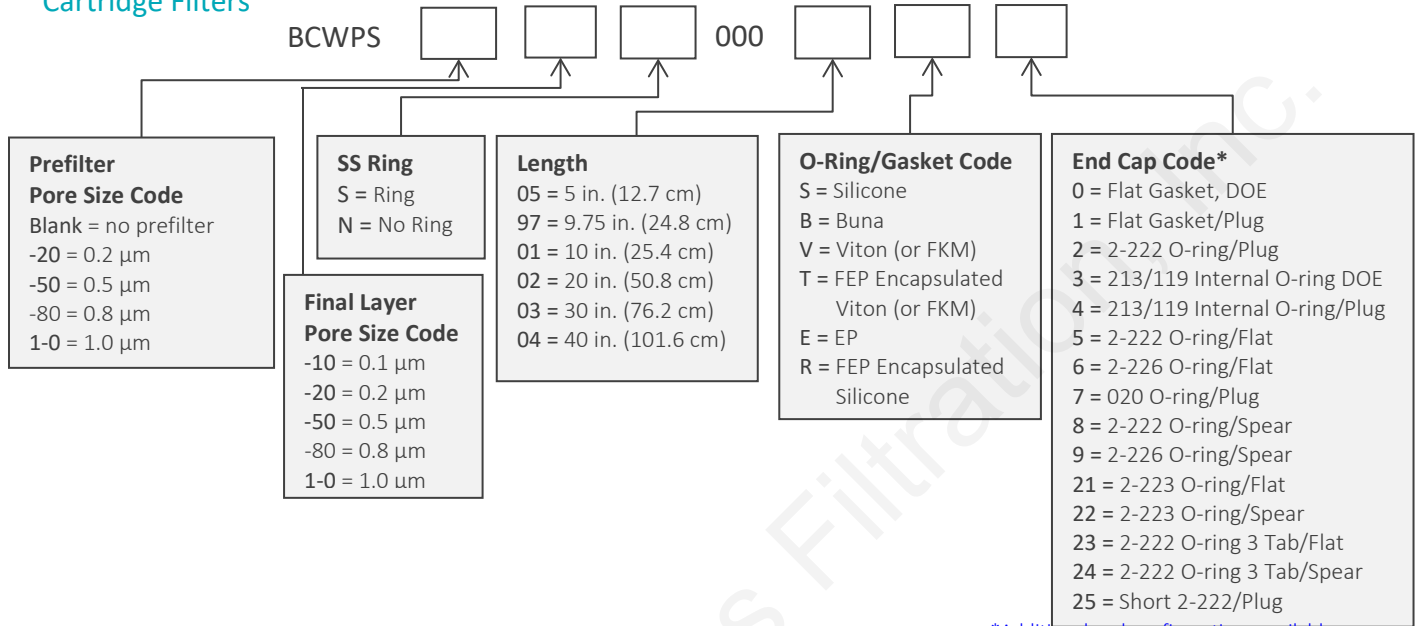 Cartridge Filters
BCWPS 000
Prefilter
Pore Size Code
Blank = no prefilter
-20 = 0.2 µm
-50 = 0.5 µm
-80 = 0.8 µm
1-0 = 1.0 µm
Final Layer
Pore Size Code
-10 = 0.1 µm
-20 = 0.2 µm
-50 = 0.5 µm
-80 = 0.8 µm
1-0 = 1.0 µm
SS Ring
S = Ring
N = No Ring
Length
05 = 5 in. (12.7 cm)
97 = 9.75 in. (24.8 cm)
01 = 10 in. (25.4 cm)
02 = 20 in. (50.8 cm)
03 = 30 in. (76.2 cm)
04 = 40 in. (101.6 cm)
O-Ring/Gasket Code
S = Silicone
B = Buna
V = Viton (or FKM)
T = FEP Encapsulated
Viton (or FKM)
E = EP
R = FEP Encapsulated
Silicone
End Cap Code*
0 = Flat Gasket, DOE
1 = Flat Gasket/Plug
2 = 2-222 O-ring/Plug
3 = 213/119 Internal O-ring DOE
4 = 213/119 Internal O-ring/Plug
5 = 2-222 O-ring/Flat
6 = 2-226 O-ring/Flat
7 = 020 O-ring/Plug
8 = 2-222 O-ring/Spear
9 = 2-226 O-ring/Spear
21 = 2-223 O-ring/Flat
22 = 2-223 O-ring/Spear
23 = 2-222 O-ring 3 Tab/Flat
24 = 2-222 O-ring 3 Tab/Spear
25 = Short 2-222/Plug
s Filtration, Inc.